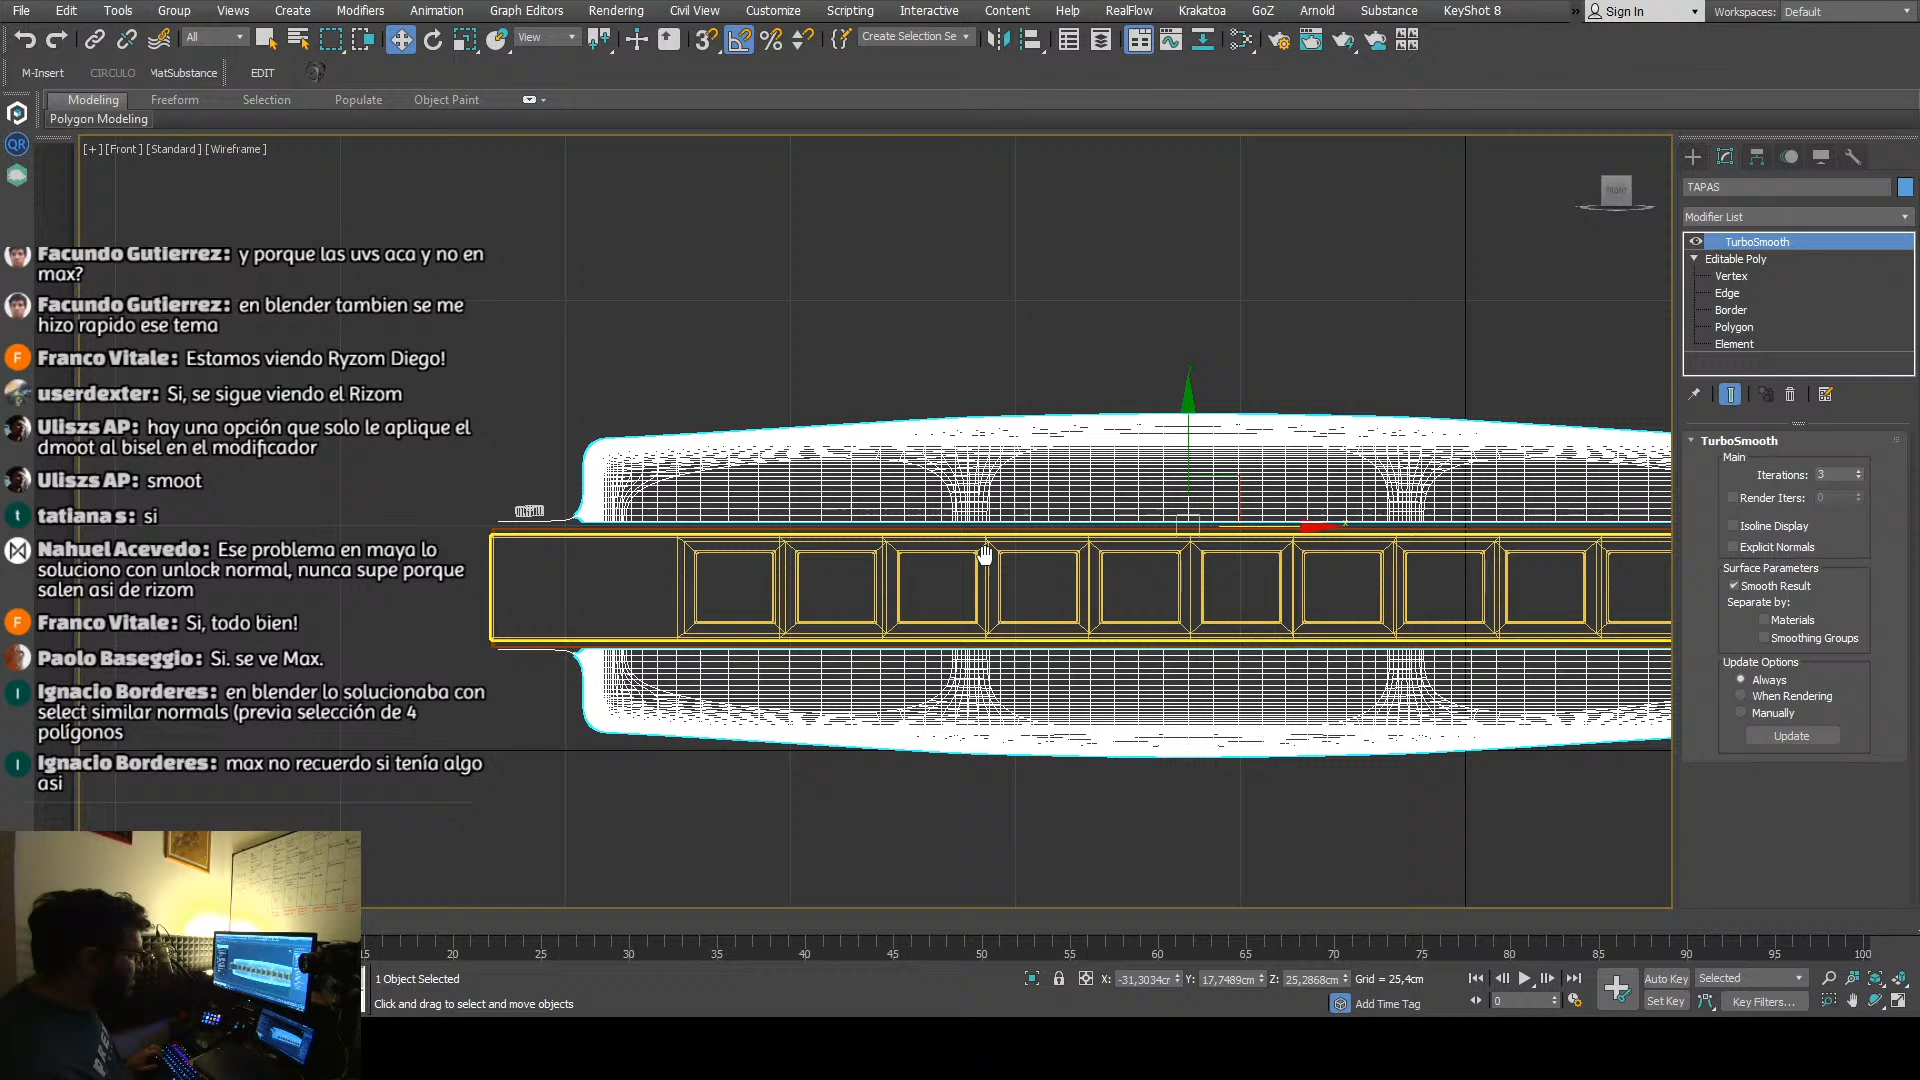 File Edit Tools Group Views Create Modifiers Animation Graph Editors Rendering Civil View Customize Scripting Interactive Content Help RealFlow Krakatoa GoZ Arnold Substance KeyShot 8 » Sign In Workspaces: Default
All View Create Selection Se
M-Insert CIRCULO MatSubstance EDIT
Modeling Freeform Selection Populate Object Paint
Polygon Modeling
[+] [Front] [Standard] [Wireframe]
FRONT
QR
TAPAS
Modifier List
TurboSmooth
Editable Poly
Vertex
Edge
Border
Polygon
Element
TurboSmooth
Main
Iterations: 3
Render Iters: 0
Isoline Display
Explicit Normals
Surface Parameters
Smooth Result
Separate by:
Materials
Smoothing Groups
Update Options
Always
When Rendering
Manually
Update
Facundo Gutierrez: y porque las uvs aca y no en
max?
Facundo Gutierrez: en blender tambien se me
hizo rapido ese tema
F Franco Vitale: Estamos viendo Ryzom Diego!
userdexter: Si, se sigue viendo el Rizom
Uliszs AP: hay una opción que solo le aplique el
dmoot al bisel en el modificador
Uliszs AP: smoot
t tatiana s: si
Nahuel Acevedo: Ese problema en maya lo
soluciono con unlock normal, nunca supe porque
salen asi de rizom
F Franco Vitale: Si, todo bien!
Paolo Baseggio: Si. se ve Max.
I Ignacio Borderes: en blender lo solucionaba con
select similar normals (previa selección de 4
polígonos
I Ignacio Borderes: max no recuerdo si tenía algo
asi
x
15 20 25 30 35 40 45 50 55 60 65 70 75 80 85 90 95 100
1 Object Selected X: -31,3034cm Y: 17,7489cm Z: 25,2868cm Grid = 25,4cm Auto Key Selected
Click and drag to select and move objects Add Time Tag 0 Set Key Key Filters...